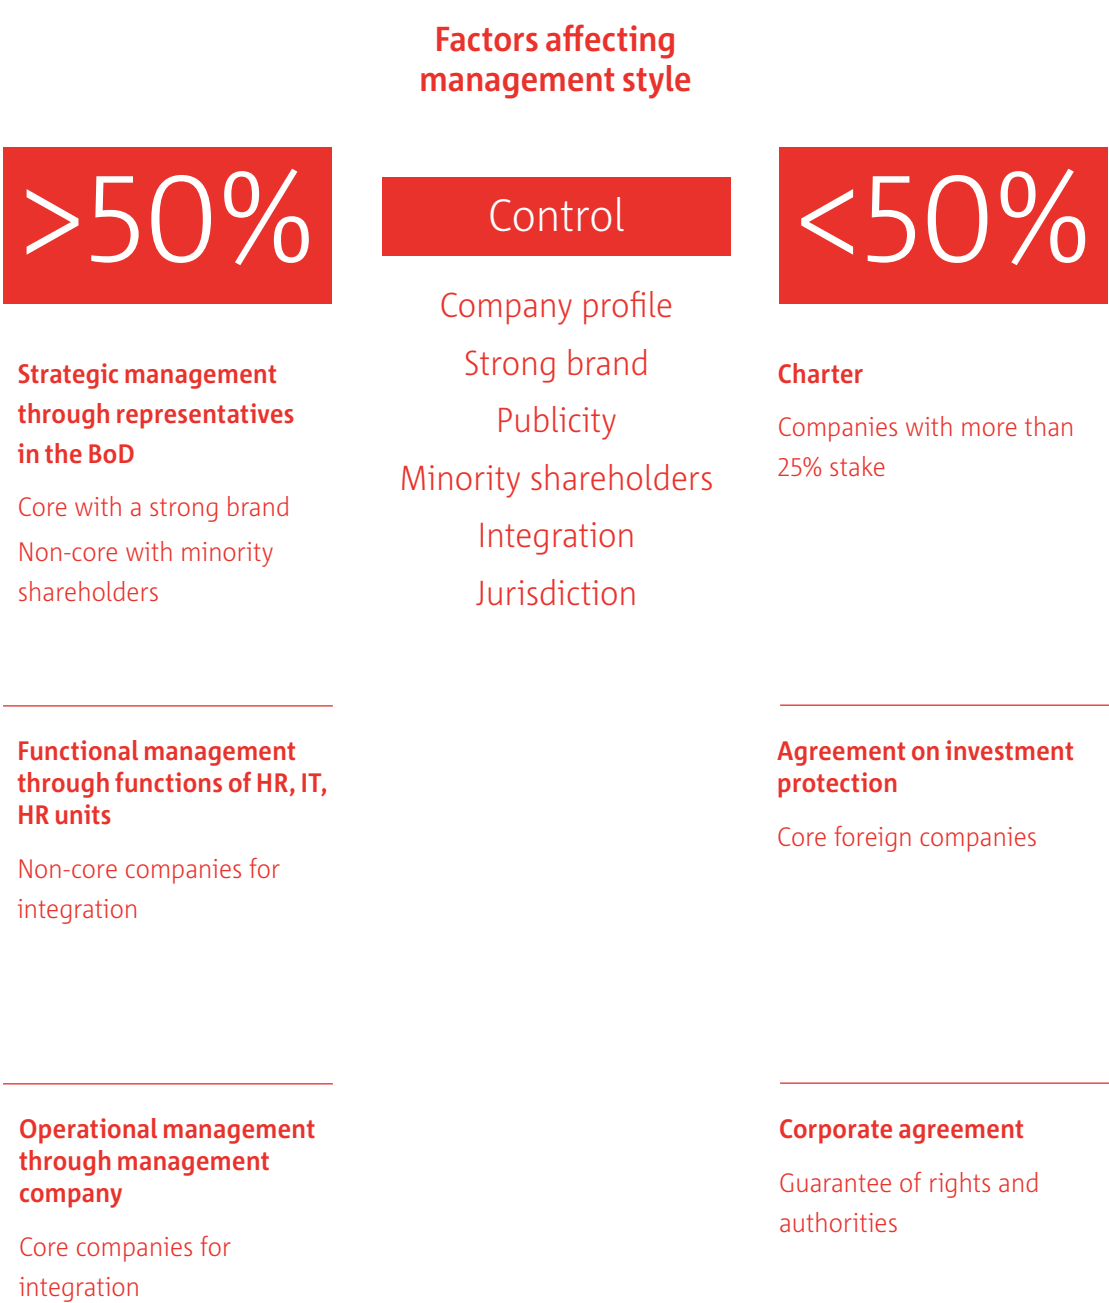 Factors affecting
management style
>50%
Strategic management
through representatives
in the BoD
Core with a strong brand
Non-core with minority
shareholders
Functional management
through functions of HR, IT,
HR units
Non-core companies for
integration
Operational management
through management
company
Core companies for
integration
Control
Company profile
Strong brand
Publicity
Minority shareholders
Integration
Jurisdiction
<50%
Charter
Companies with more than
25% stake
Agreement on investment
protection
Core foreign companies
Corporate agreement
Guarantee of rights and
authorities